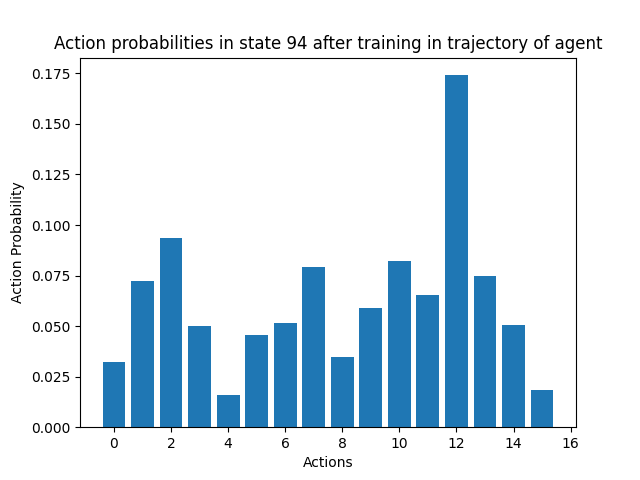 Action probabilities in state 94 after training in trajectory of agent
0.175
0.150
0.125
0.100
0.075
0.050
0.025
0.000
Action Probability
0 2 4 6 8 10 12 14 16
Actions